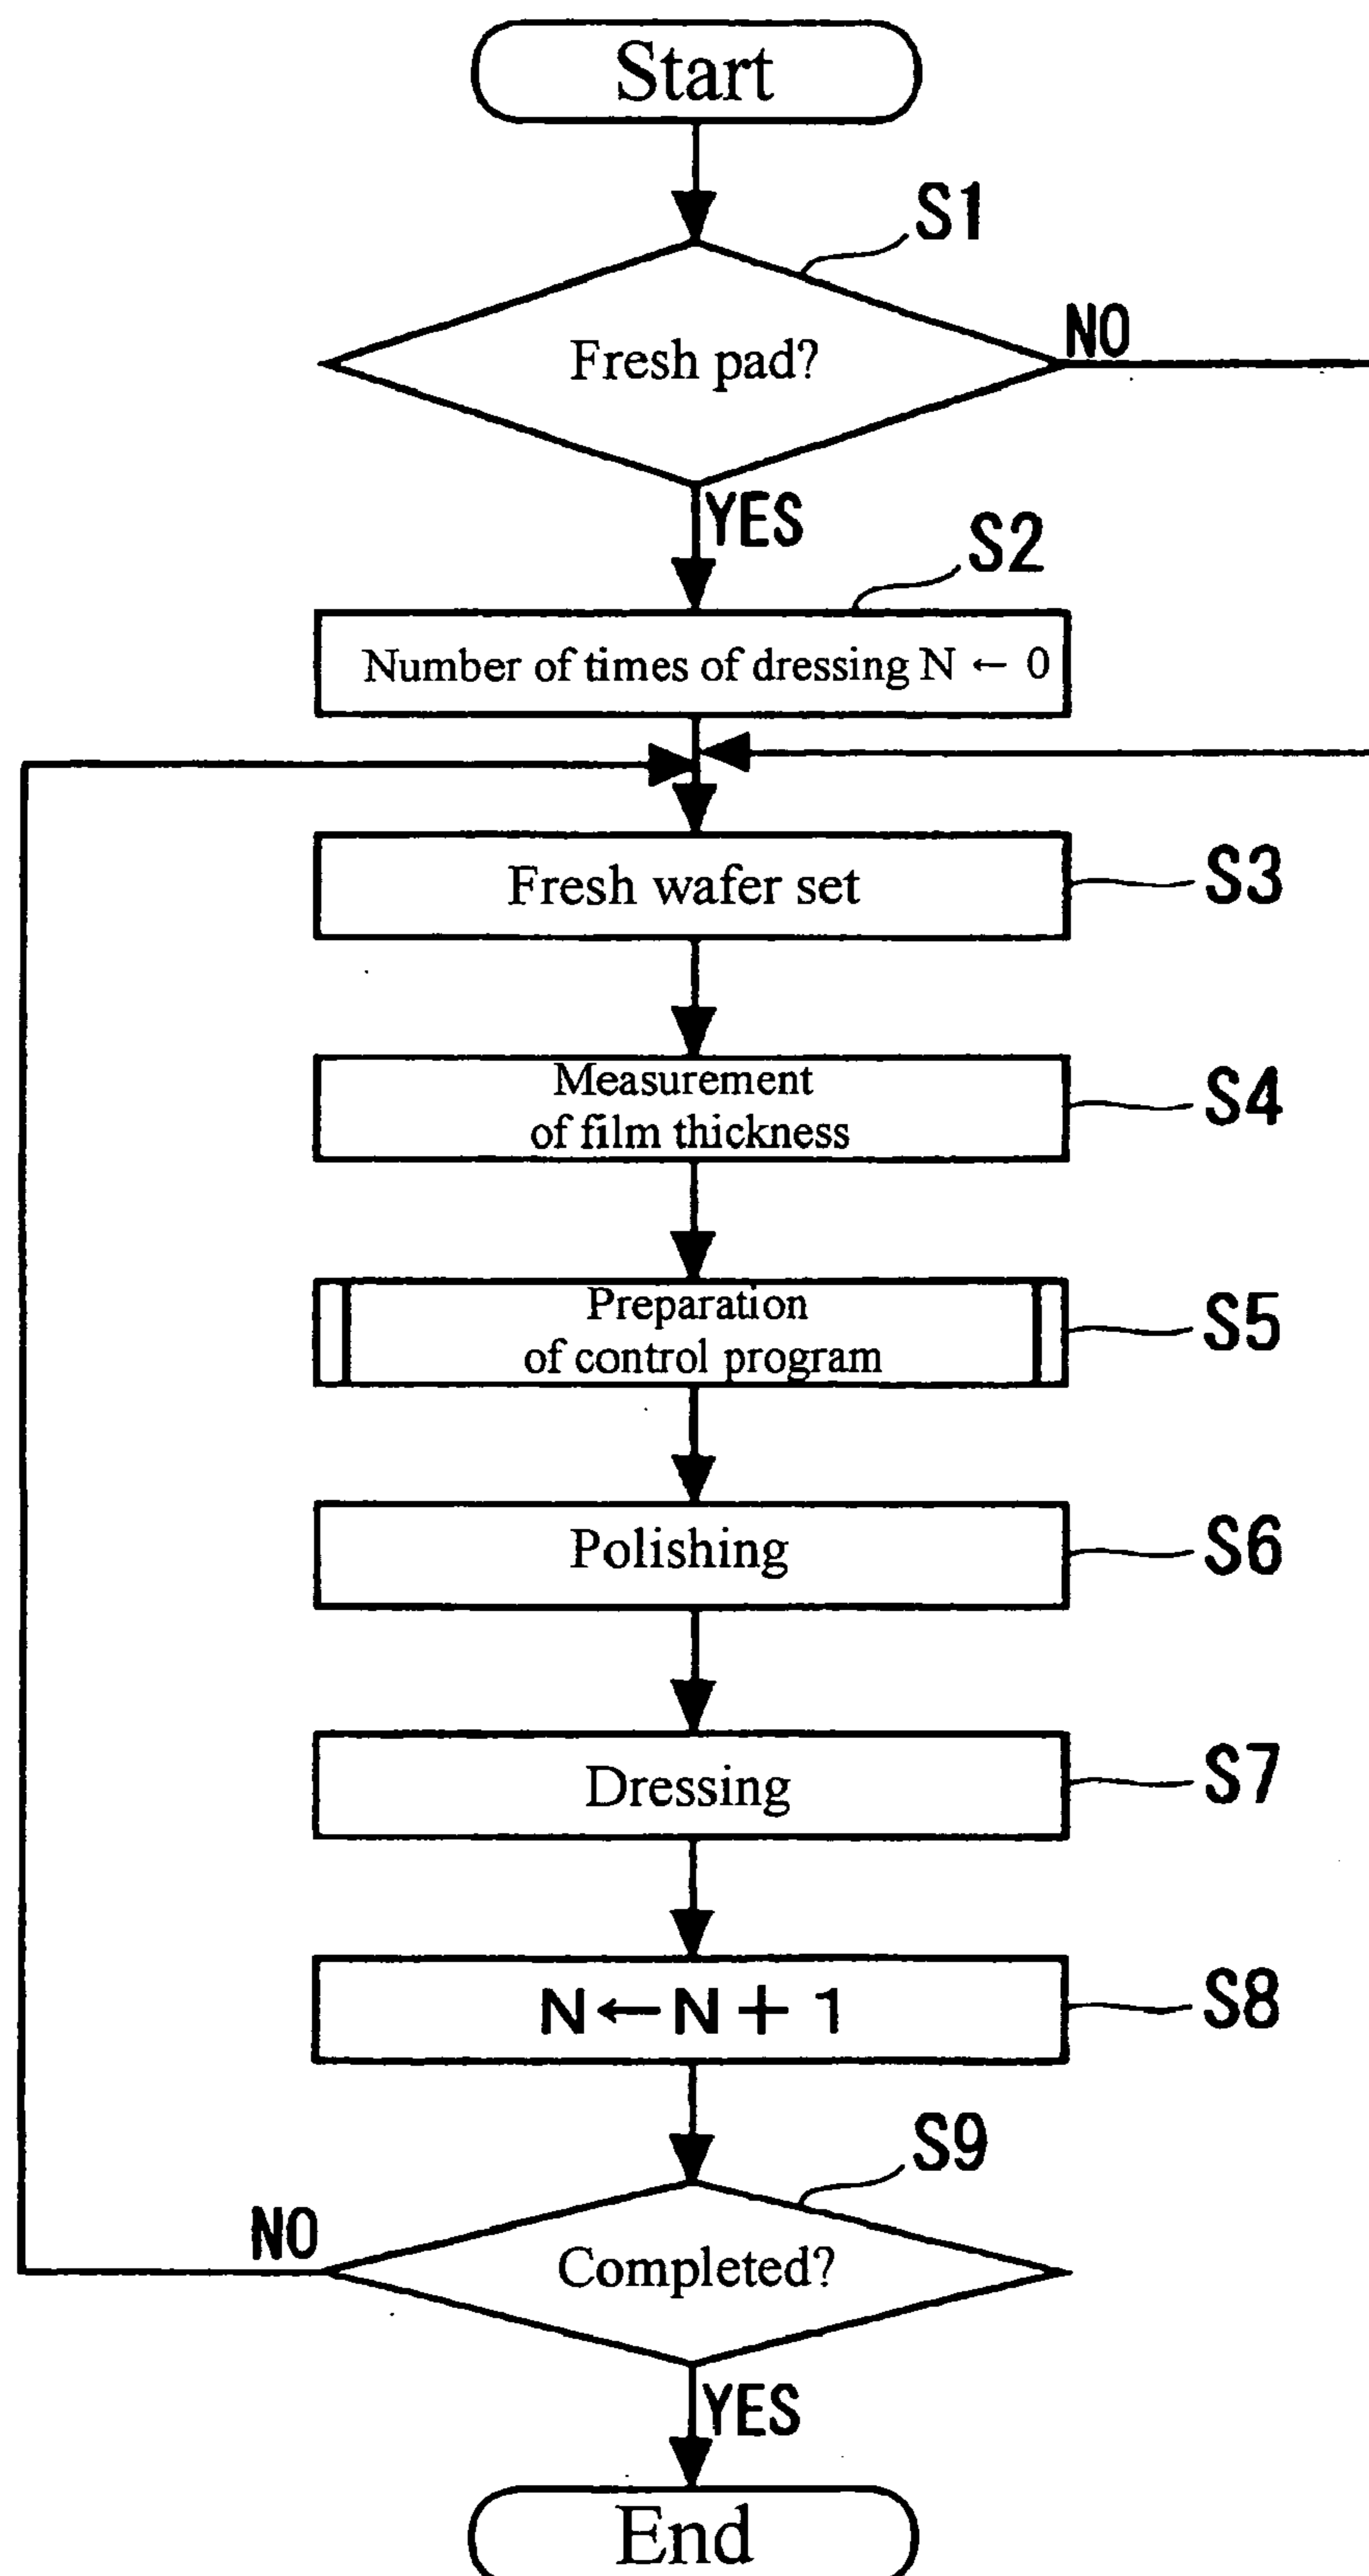 Start
S1
Fresh pad?
NO
YES
S2
Number of times of dressing N ← 0
Fresh wafer set
S3
Measurement
of film thickness
S4
Preparation
of control program
S5
Polishing
S6
Dressing
S7
N←N+1
S8
S9
NO
Completed?
YES
End